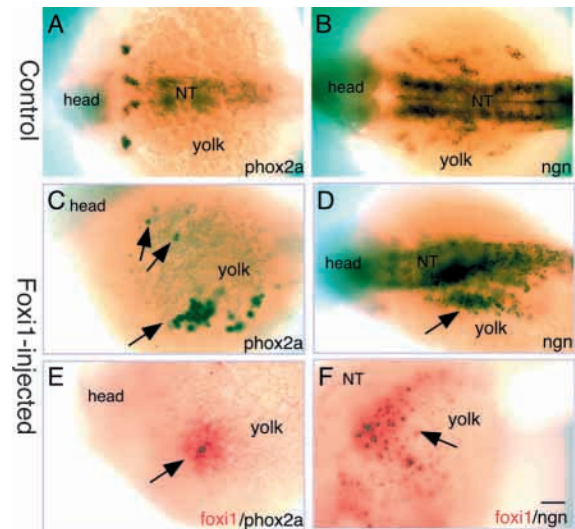 Control
A
head
NT
yolk
phox2a
B
head
NT
yolk
ngn
Foxi1-injected
C
head
yolk
phox2a
D
head
NT
yolk
ngn
E
head
yolk
foxi1/phox2a
F
NT
yolk
foxi1/ngn